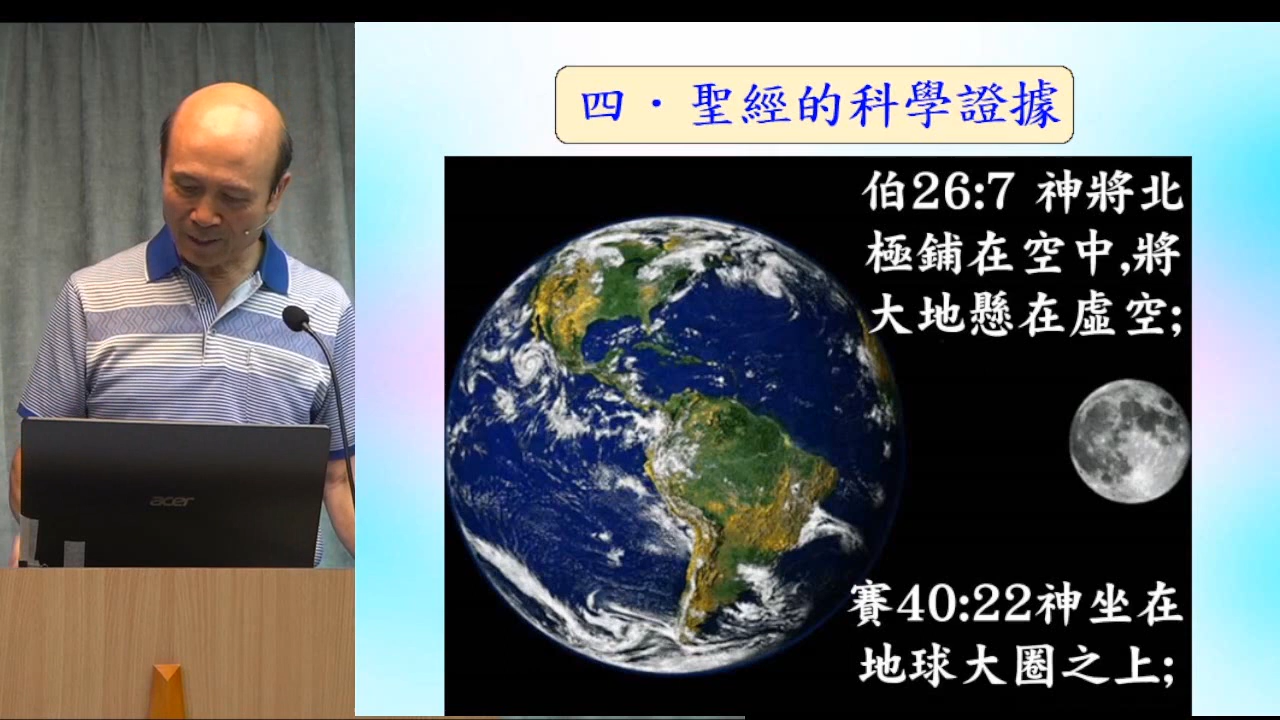 四．聖經的科學證據
伯26:7 神將北
極鋪在空中,將
大地懸在虛空;
賽40:22神坐在
地球大圈之上;
acer